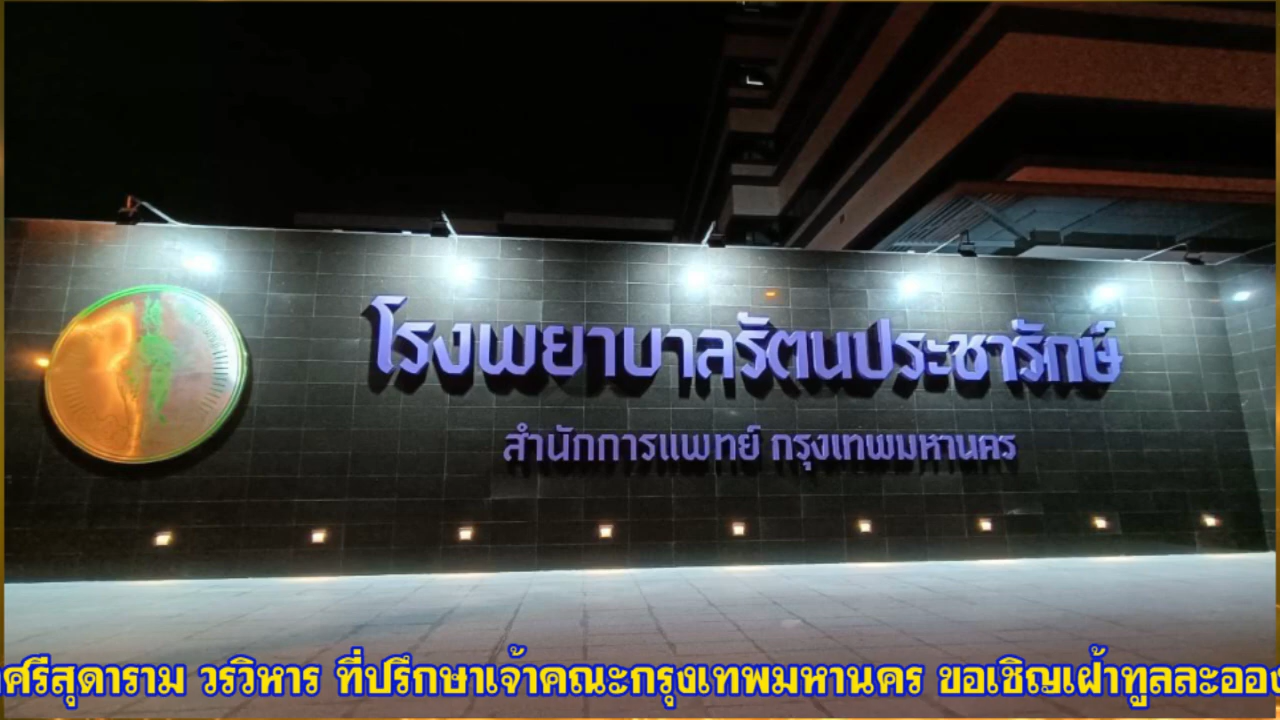 โรงพยาบาลรัตนประชารักษ์
สำนักการแพทย์ กรุงเทพมหานคร
ศรีสุดาราม วรวิหาร ที่ปรึกษาเจ้าคณะกรุงเทพมหานคร ขอเชิญเฝ้าทูลละออง